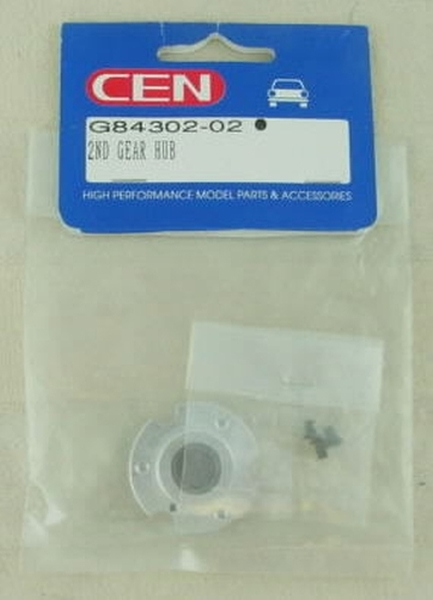 CEN
G84302-02
2ND GEAR HUB
HIGH PERFORMANCE MODEL PARTS & ACCESSORIES